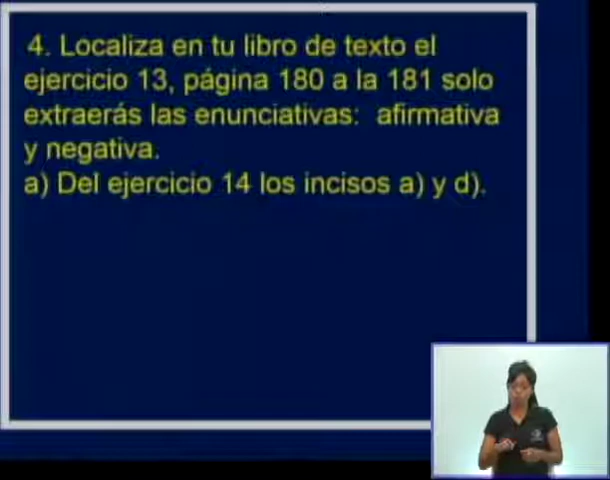 4. Localiza en tu libro de texto el
ejercicio 13, página 180 a la 181 solo
extraerás las enunciativas: afirmativa
y negativa.
a) Del ejercicio 14 los incisos a) y d).